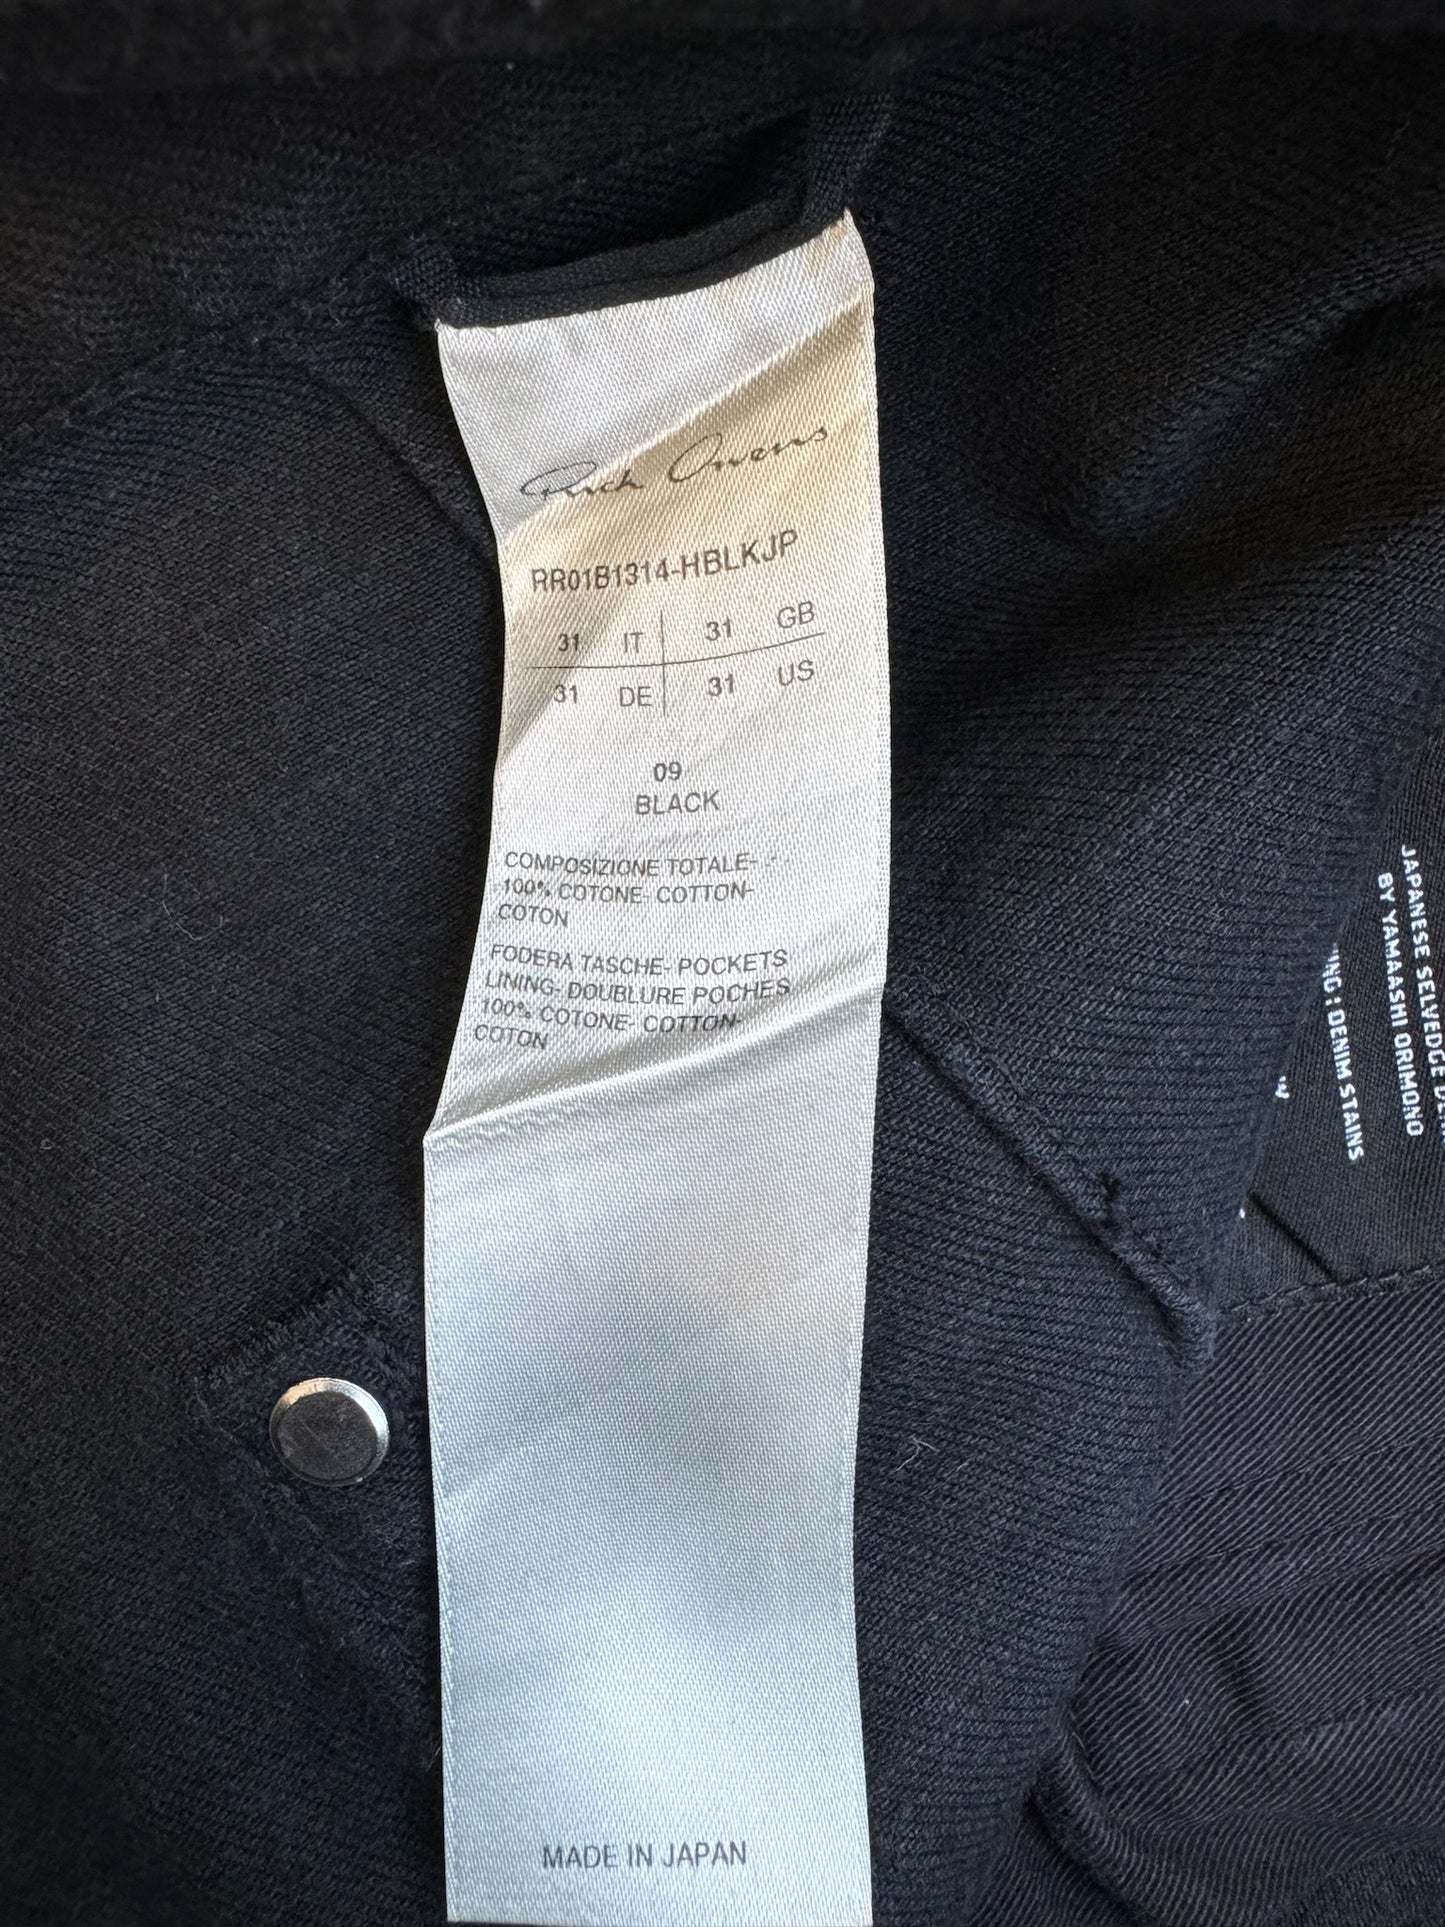 Rick Owens
RR01B1314-HBLKJP
31 IT 31 GB
31 DE 31 US
09
BLACK
COMPOSIZIONE TOTALE-
100% COTONE- COTTON-
COTON
FODERA TASCHE- POCKETS
LINING- DOUBLURE POCHES
100% COTONE- COTTON-
COTON
MADE IN JAPAN
JAPANESE SELVEDGE
BY YAMAASHI ORIMONO
: DENIM STAINS